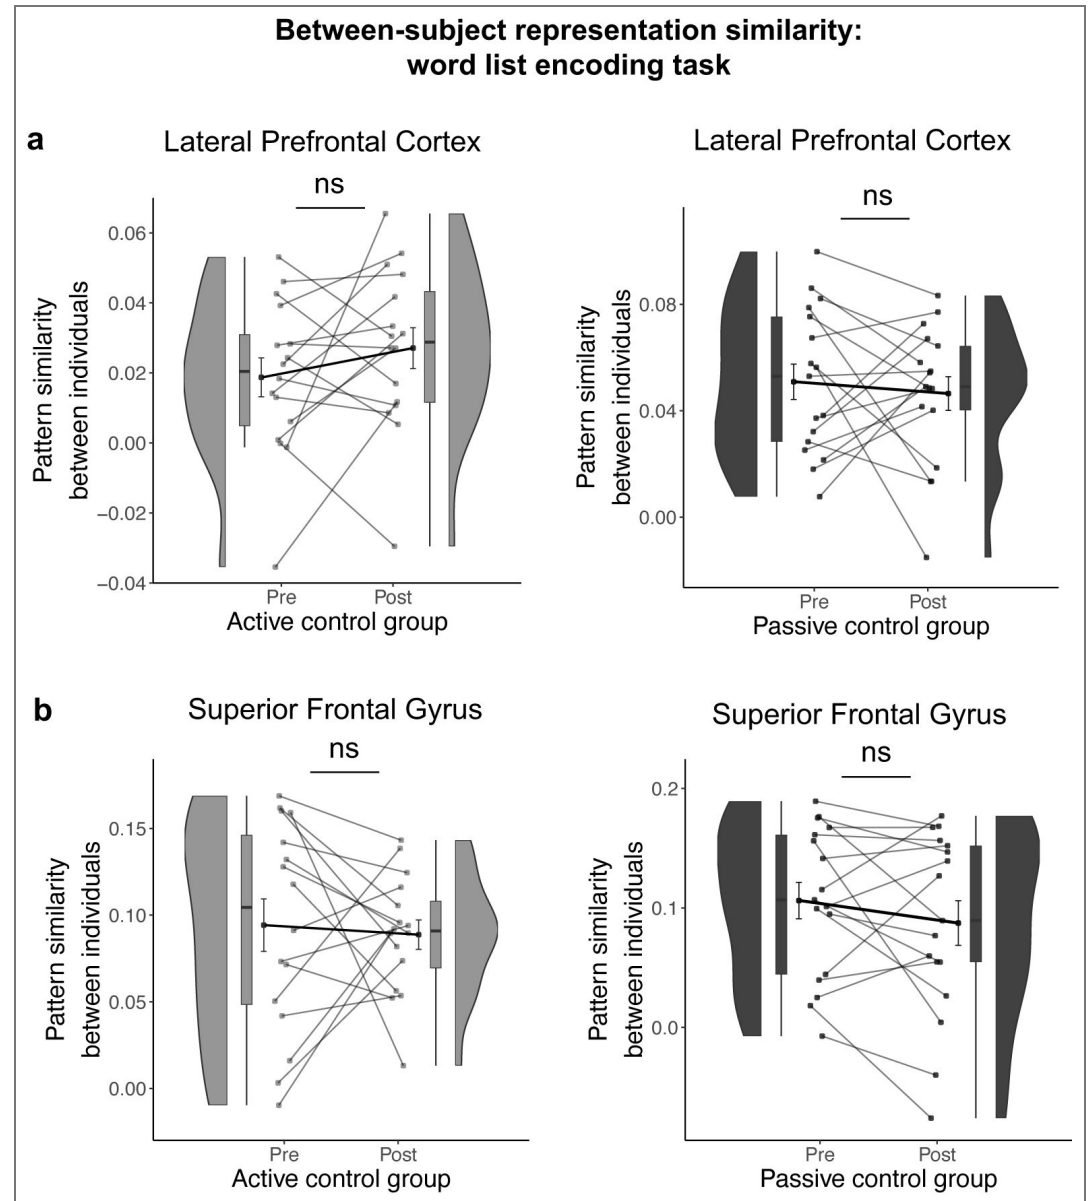 Between-subject representation similarity:
word list encoding task
a
Lateral Prefrontal Cortex
ns
0.06
0.04
0.02
0.00
−0.02
−0.04
Pattern similarity
between individuals
Pre
Post
Active control group
Lateral Prefrontal Cortex
ns
0.08
0.04
0.00
Pattern similarity
between individuals
Pre
Post
Passive control group
b
Superior Frontal Gyrus
ns
0.15
0.10
0.05
0.00
Pattern similarity
between individuals
Pre
Post
Active control group
Superior Frontal Gyrus
ns
0.2
0.1
0.0
Pattern similarity
between individuals
Pre
Post
Passive control group